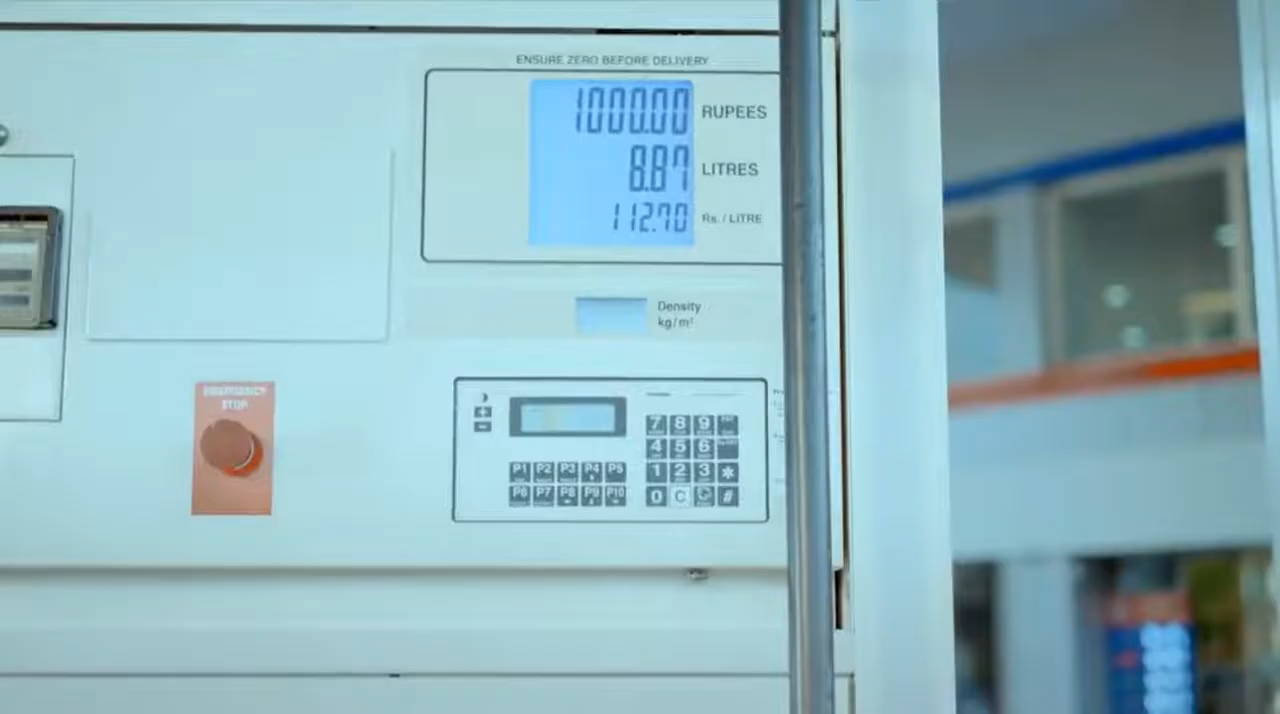 ENSURE ZERO BEFORE DELIVERY
1000.00 RUPEES
8.87 LITRES
112.70 Rs. / LITRE
Density
kg/m³
EMERGENCY
STOP
7 8 9
4 5 6
P1 P2 P3 P4 P5 1 2 3 *
P6 P7 P8 P9 P10 0 C #